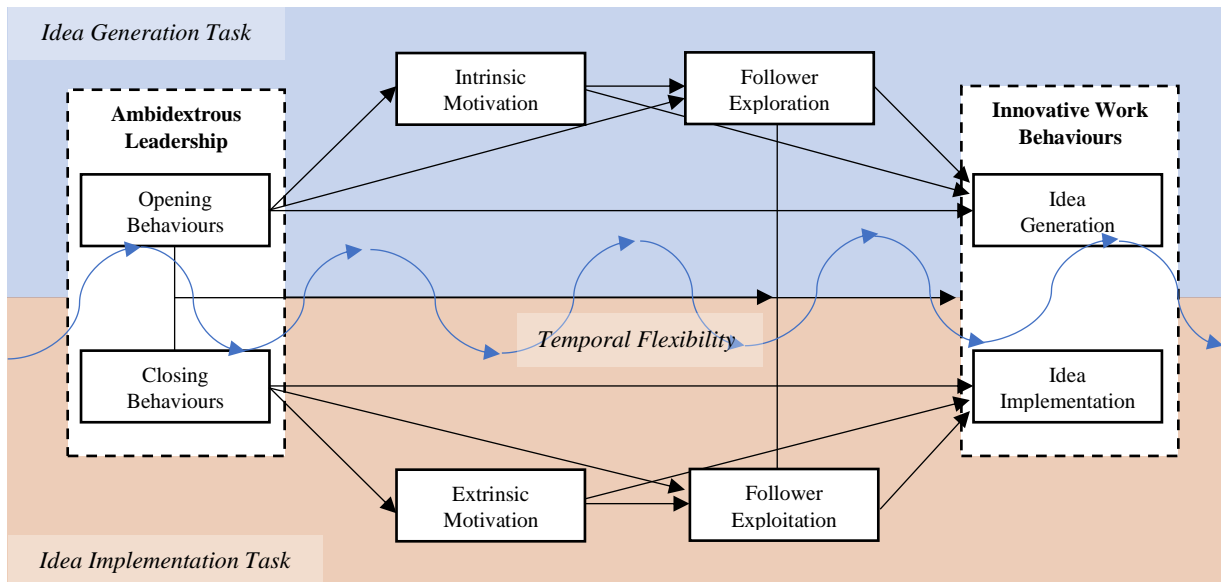 Idea Generation Task
Intrinsic
Motivation
Follower
Exploration
Ambidextrous
Leadership
Innovative Work
Behaviours
Opening
Behaviours
Idea
Generation
Temporal Flexibility
Closing
Behaviours
Idea
Implementation
Extrinsic
Motivation
Follower
Exploitation
Idea Implementation Task